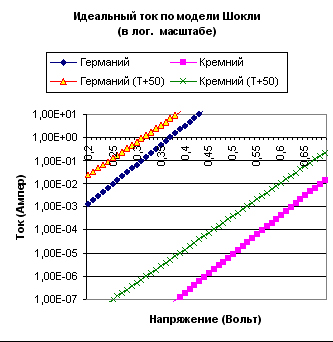 Идеальный ток по модели Шокли
(в лог. масштабе)
Германий
Кремний
Германий (T+50)
Кремний (T+50)
1,00E+01
1,00E+00
1,00E-01
1,00E-02
1,00E-03
1,00E-04
1,00E-05
1,00E-06
1,00E-07
0,2
0,25
0,3
0,35
0,4
0,45
0,5
0,55
0,6
0,65
Ток (Ампер)
Напряжение (Вольт)